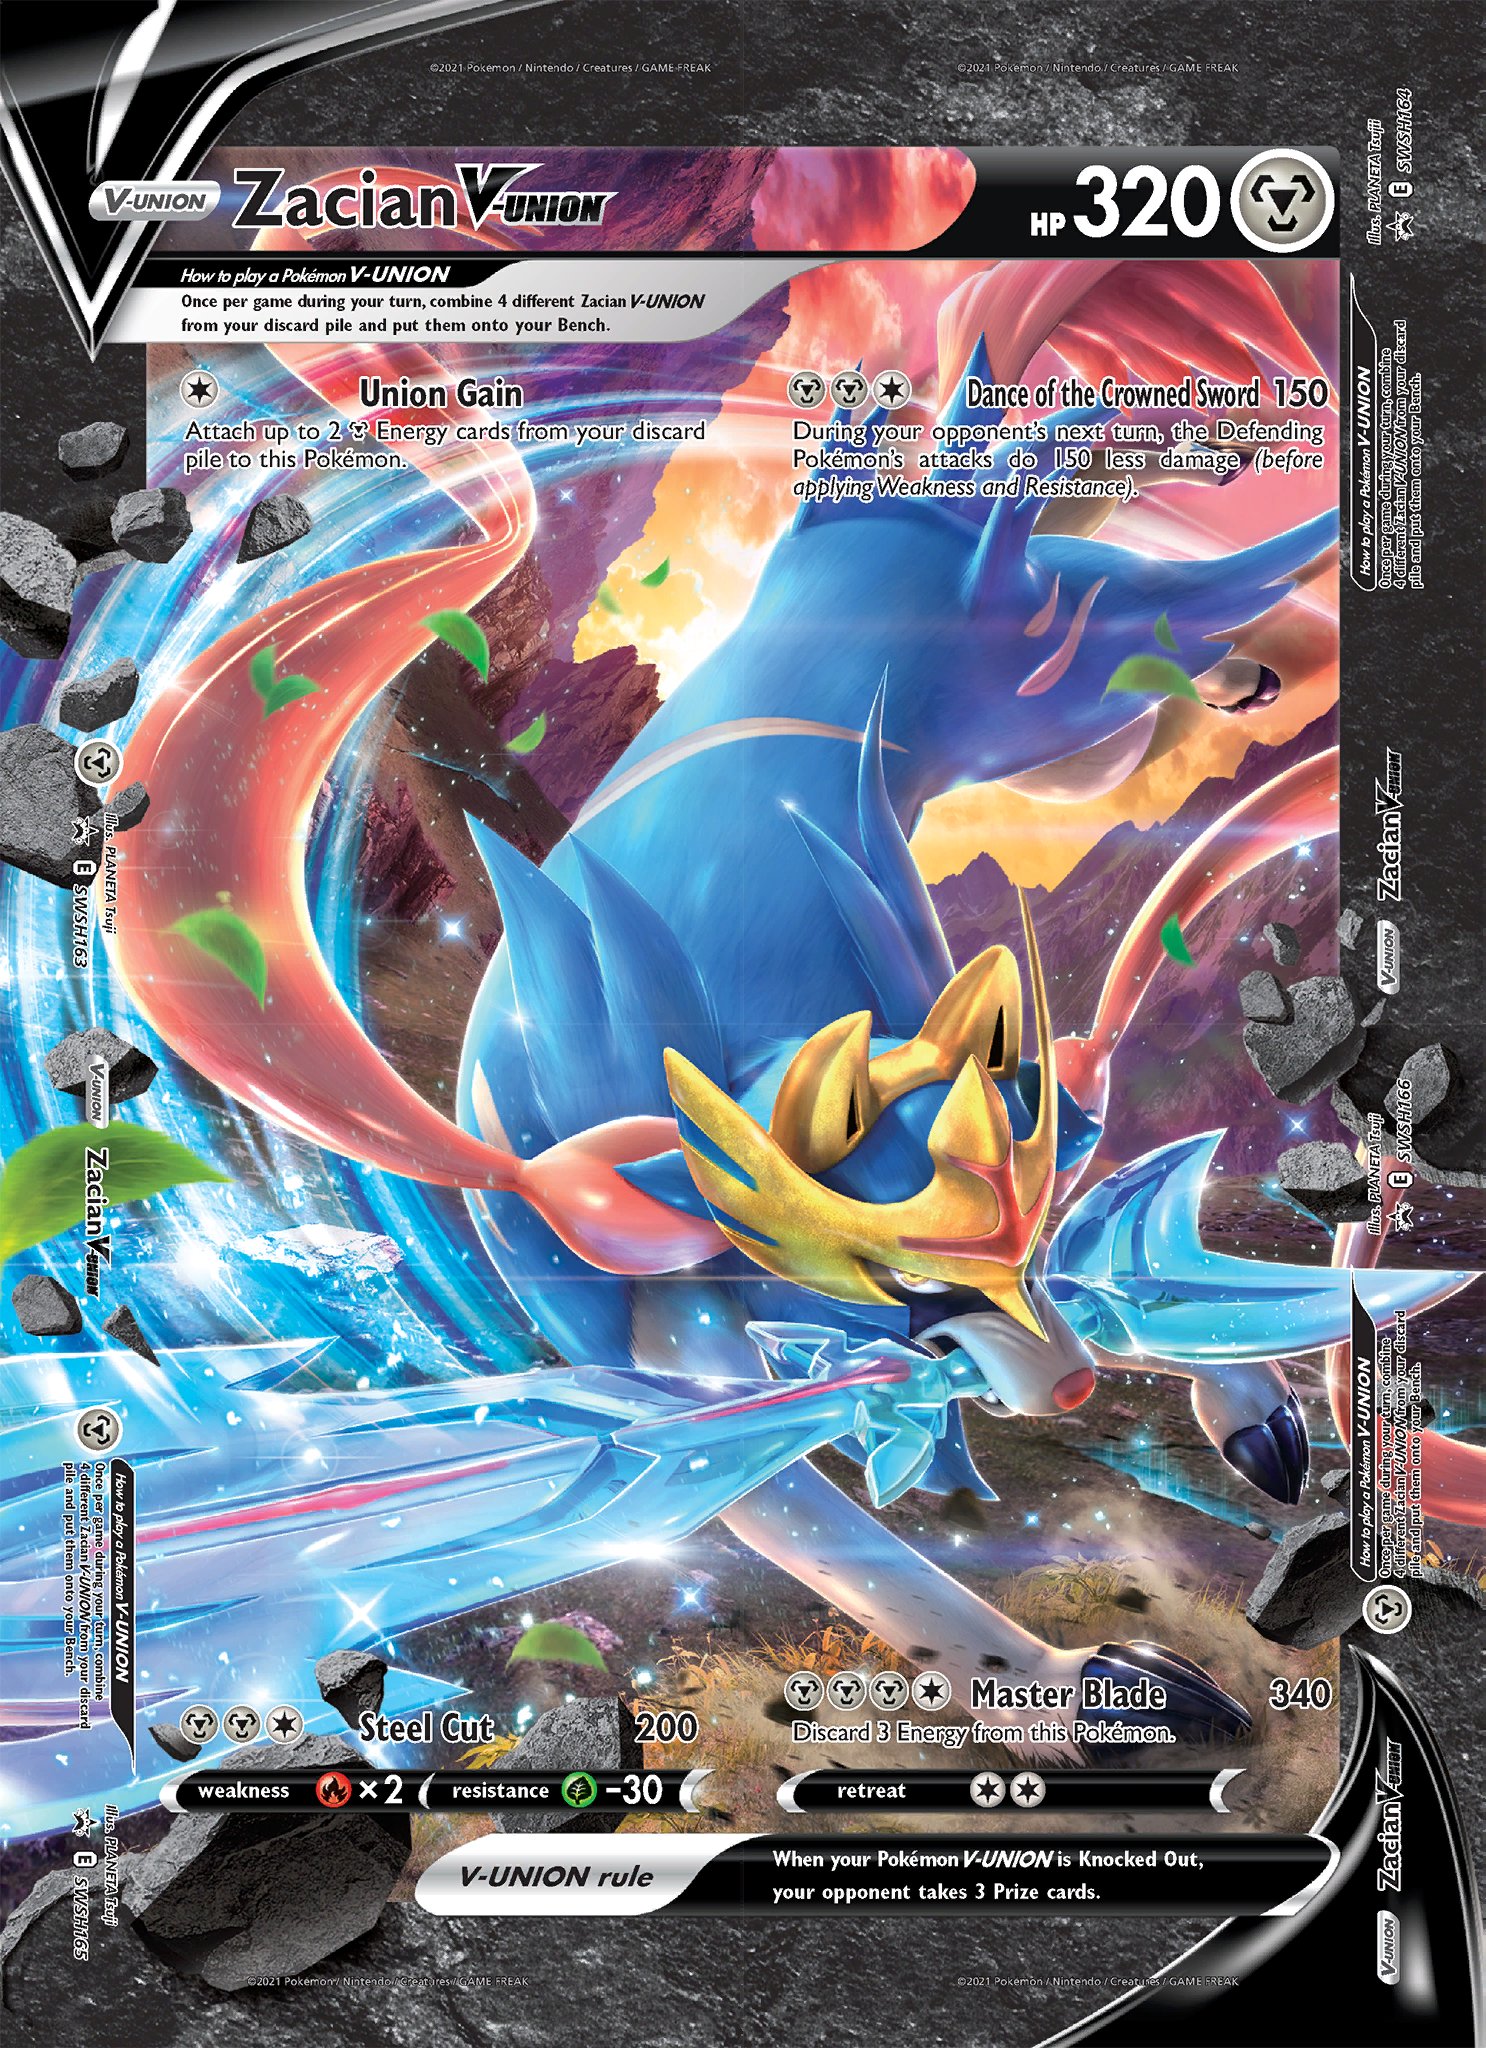 ©2021 Pokémon / Nintendo / Creatures / GAME FREAK
©2021 Pokémon / Nintendo / Creatures / GAME FREAK
V-UNION
Zacian V-UNION
HP 320
How to play a Pokémon V-UNION
Once per game during your turn, combine 4 different Zacian V-UNION
from your discard pile and put them onto your Bench.
Union Gain
Attach up to 2 Energy cards from your discard
pile to this Pokémon.
Dance of the Crowned Sword 150
During your opponent's next turn, the Defending
Pokémon's attacks do 150 less damage (before
applying Weakness and Resistance).
Illus. PLANETA Tsuji
E SWSH164
How to play a Pokémon V-UNION
Once per game during your turn, combine
4 different Zacian V-UNION from your discard
pile and put them onto your Bench.
Zacian V-UNION
V-UNION
Illus. PLANETA Tsuji
E SWSH163
V-UNION
Zacian V-UNION
Illus. PLANETA Tsuji
E SWSH166
How to play a Pokémon V-UNION
Once per game during your turn, combine
4 different Zacian V-UNION from your discard
pile and put them onto your Bench.
How to play a Pokémon V-UNION
Once per game during your turn, combine
4 different Zacian V-UNION from your discard
pile and put them onto your Bench.
Steel Cut 200
Master Blade 340
Discard 3 Energy from this Pokémon.
weakness ×2 resistance -30
retreat
Zacian V-UNION
V-UNION
Illus. PLANETA Tsuji
E SWSH165
V-UNION rule
When your Pokémon V-UNION is Knocked Out,
your opponent takes 3 Prize cards.
©2021 Pokémon / Nintendo / Creatures / GAME FREAK
©2021 Pokémon / Nintendo / Creatures / GAME FREAK